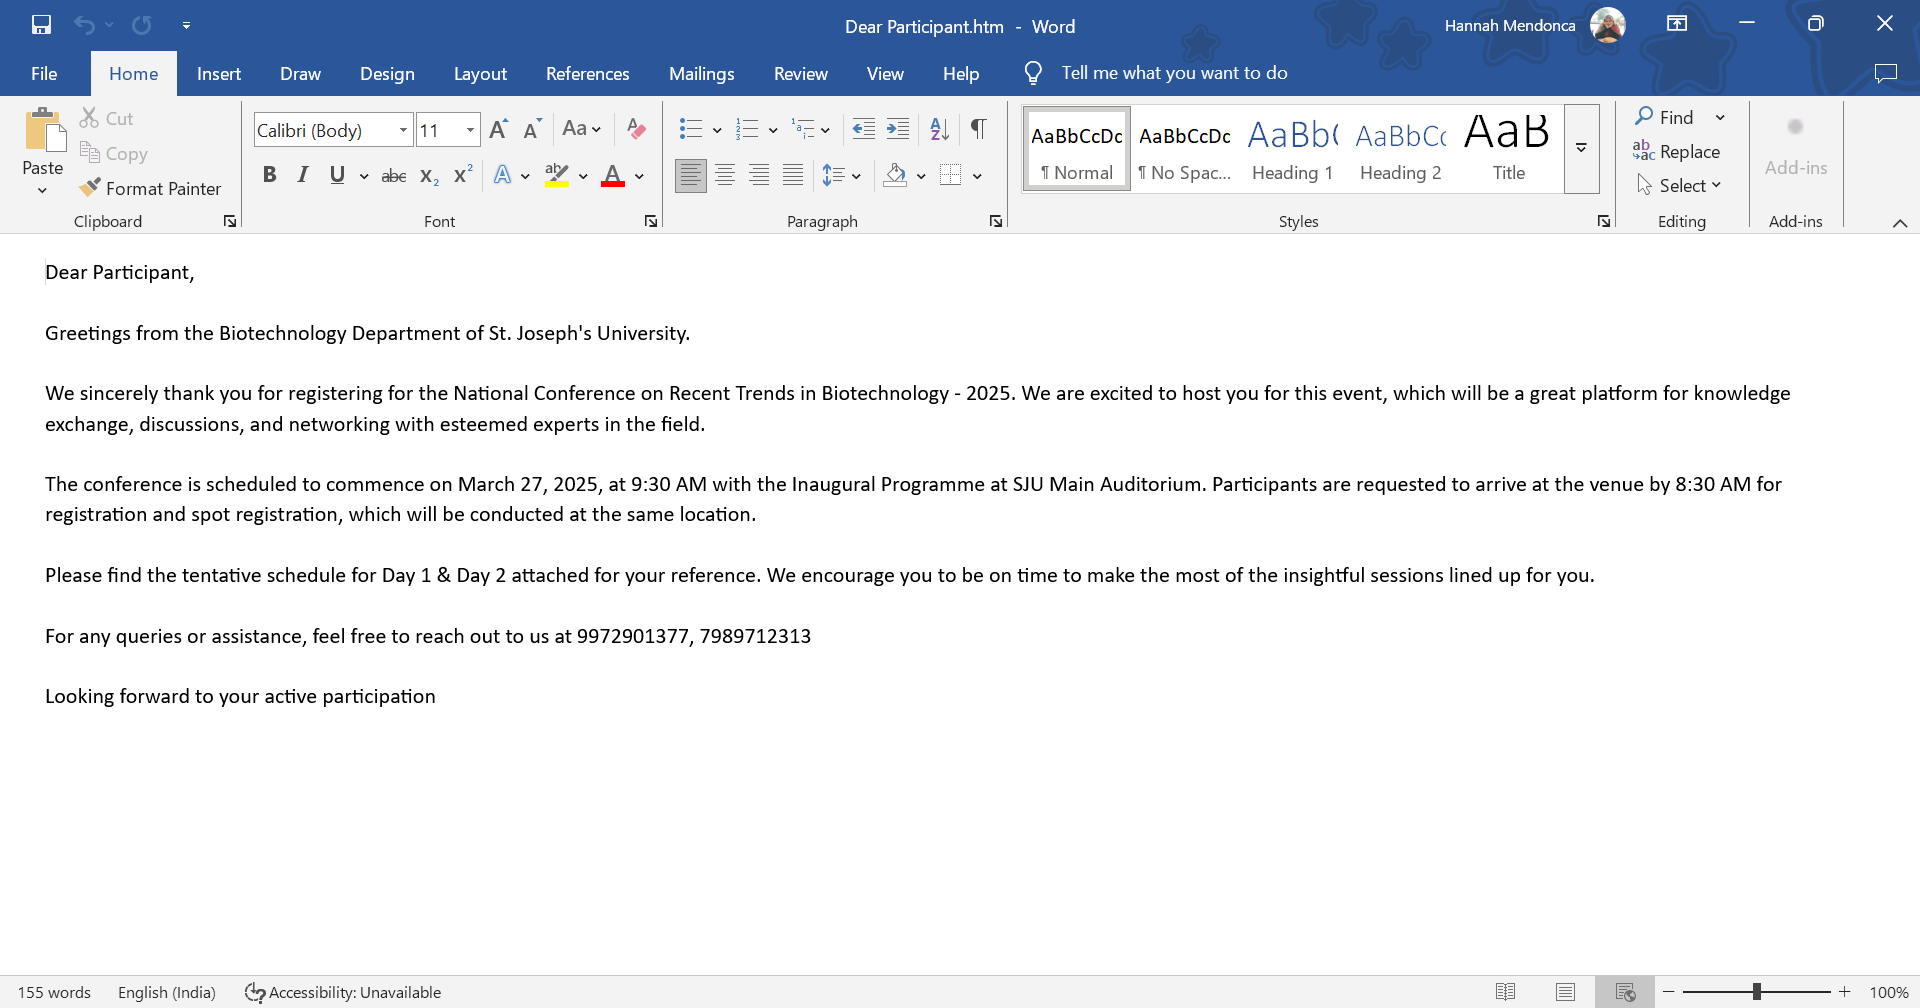 Dear Participant.htm - Word
Hannah Mendonca
File Home Insert Draw Design Layout References Mailings Review View Help Tell me what you want to do
Paste
Cut
Copy
Format Painter
Clipboard
Calibri (Body) 11 A A Aa A
B I U abc X₂ X² A ab A
Font
Paragraph
AaBbCcDc AaBbCcDc AaBb( AaBbCc AaB
¶ Normal ¶ No Spac... Heading 1 Heading 2 Title
Styles
Find
Replace
Select
Editing
Add-ins
Add-ins
Dear Participant,
Greetings from the Biotechnology Department of St. Joseph's University.
We sincerely thank you for registering for the National Conference on Recent Trends in Biotechnology - 2025. We are excited to host you for this event, which will be a great platform for knowledge
exchange, discussions, and networking with esteemed experts in the field.
The conference is scheduled to commence on March 27, 2025, at 9:30 AM with the Inaugural Programme at SJU Main Auditorium. Participants are requested to arrive at the venue by 8:30 AM for
registration and spot registration, which will be conducted at the same location.
Please find the tentative schedule for Day 1 & Day 2 attached for your reference. We encourage you to be on time to make the most of the insightful sessions lined up for you.
For any queries or assistance, feel free to reach out to us at 9972901377, 7989712313
Looking forward to your active participation
155 words English (India) Accessibility: Unavailable 100%